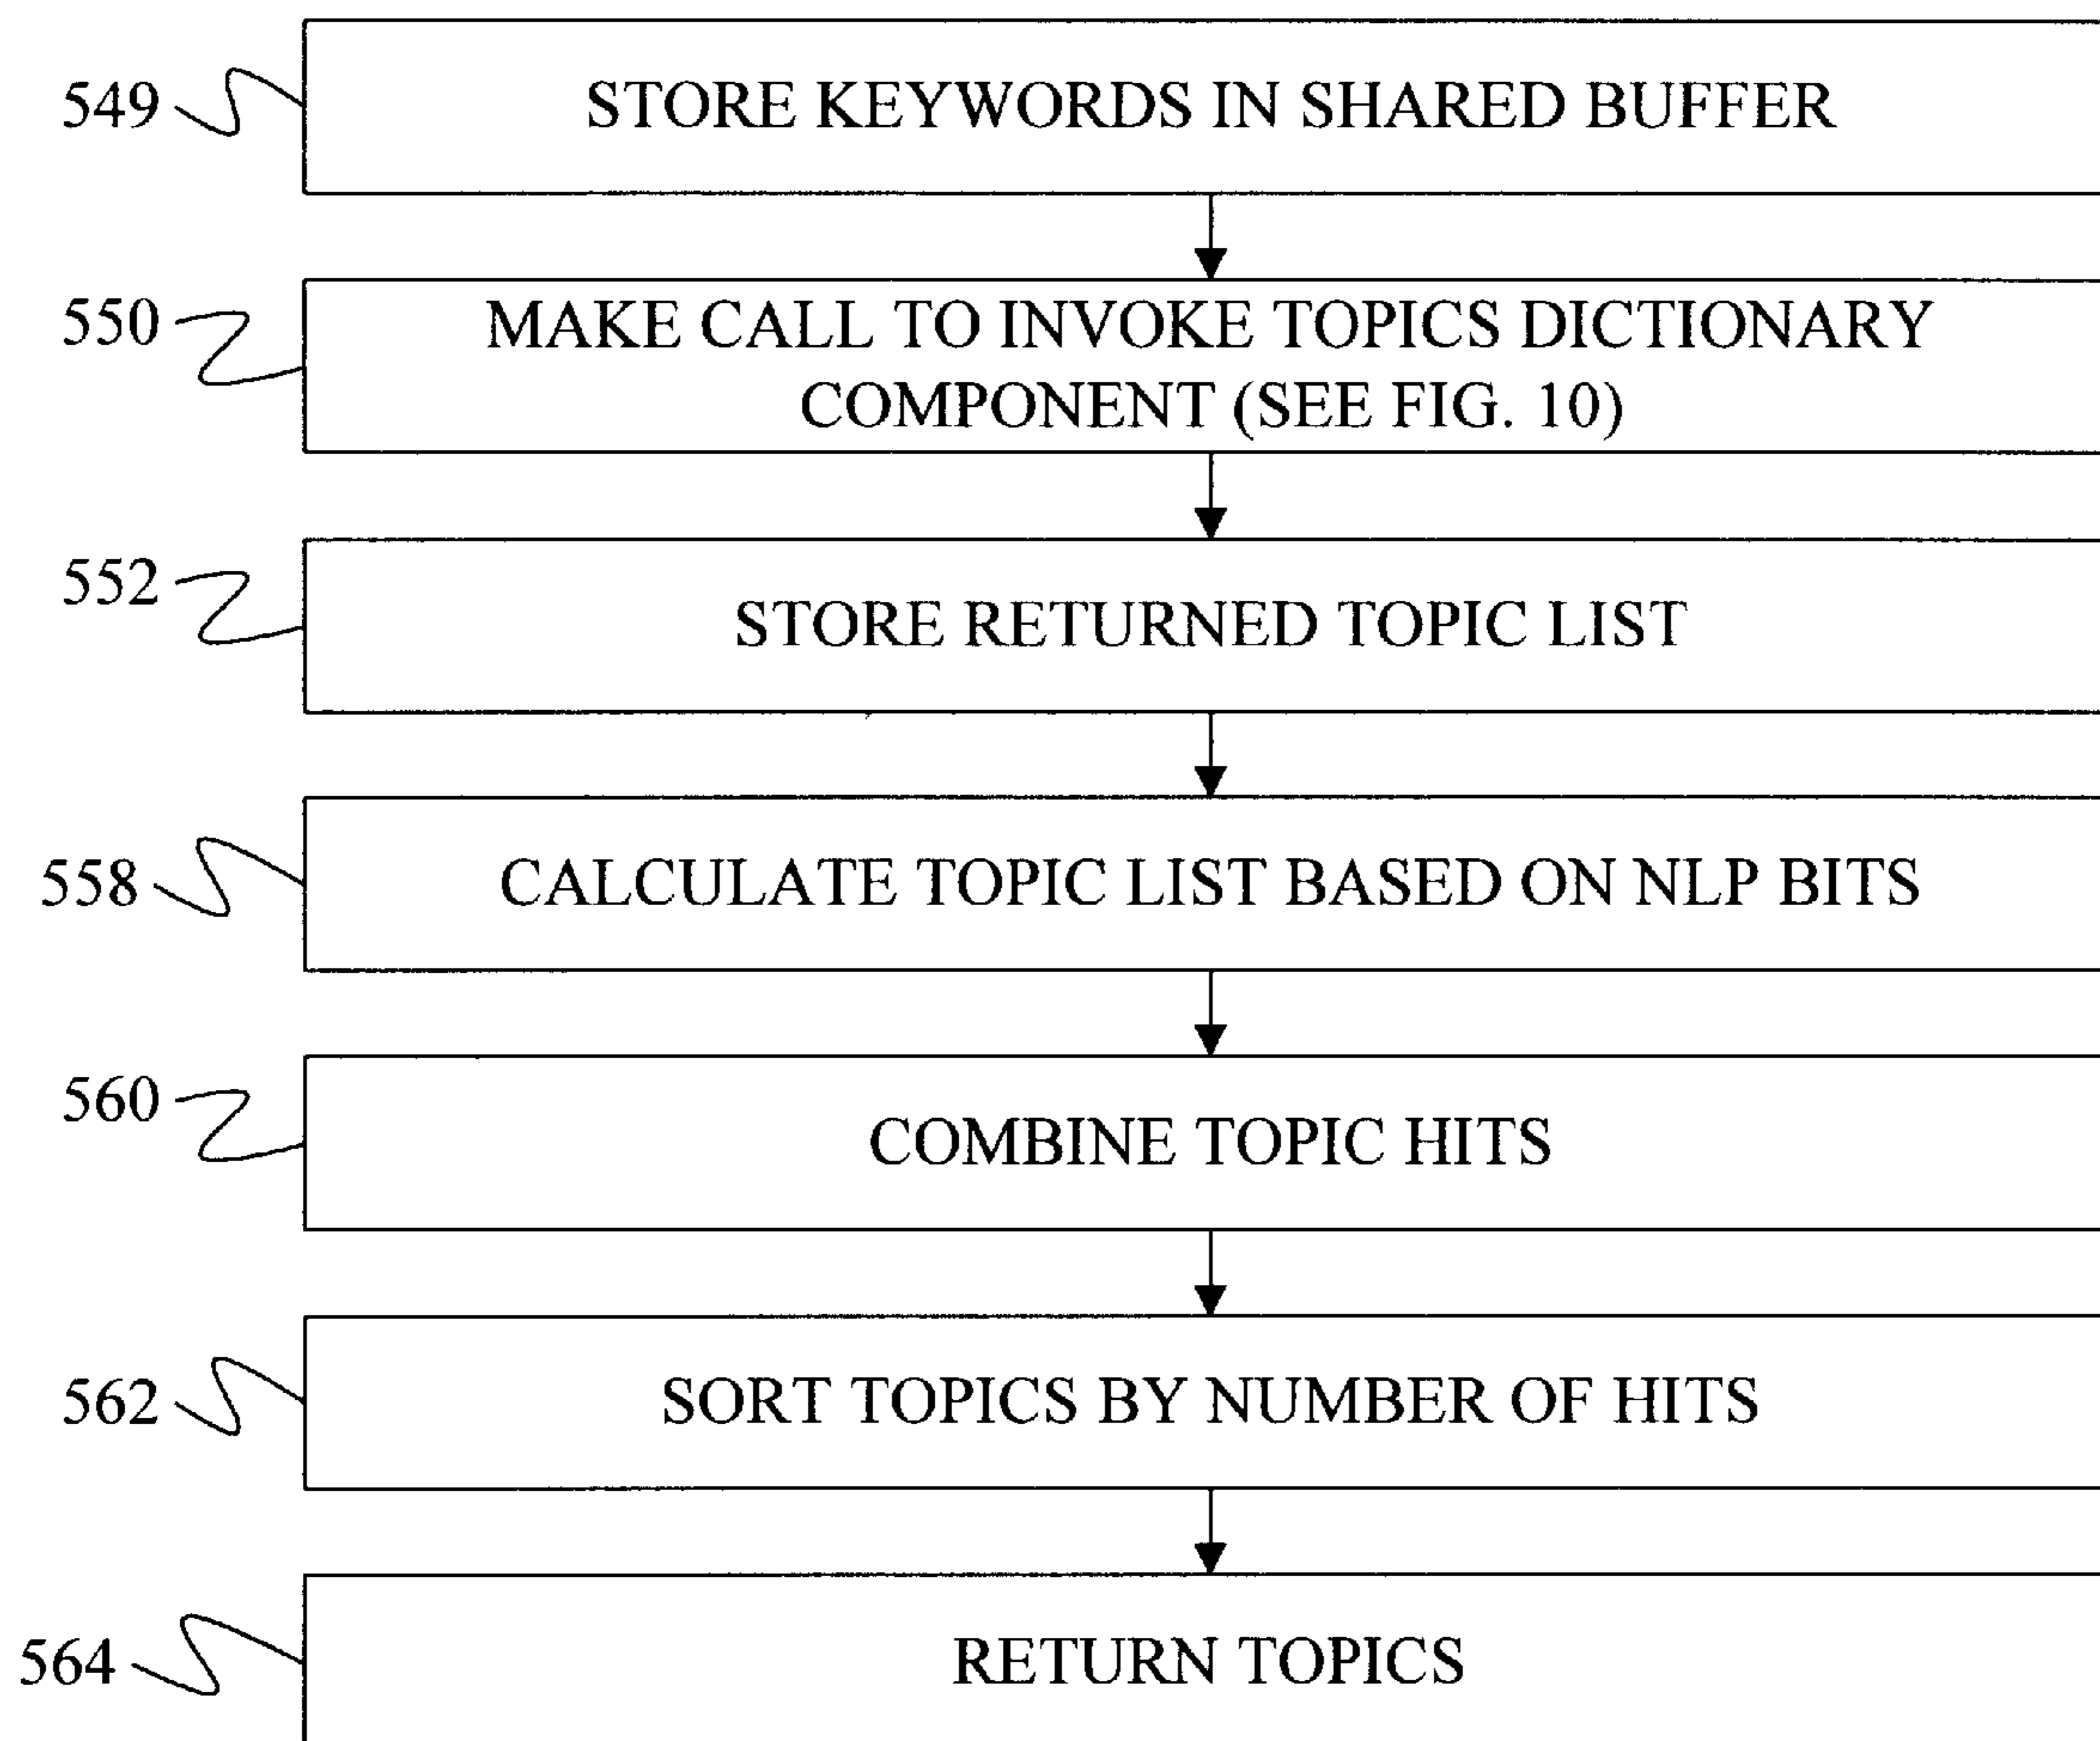 549
STORE KEYWORDS IN SHARED BUFFER
550
MAKE CALL TO INVOKE TOPICS DICTIONARY
COMPONENT (SEE FIG. 10)
552
STORE RETURNED TOPIC LIST
558
CALCULATE TOPIC LIST BASED ON NLP BITS
560
COMBINE TOPIC HITS
562
SORT TOPICS BY NUMBER OF HITS
564
RETURN TOPICS